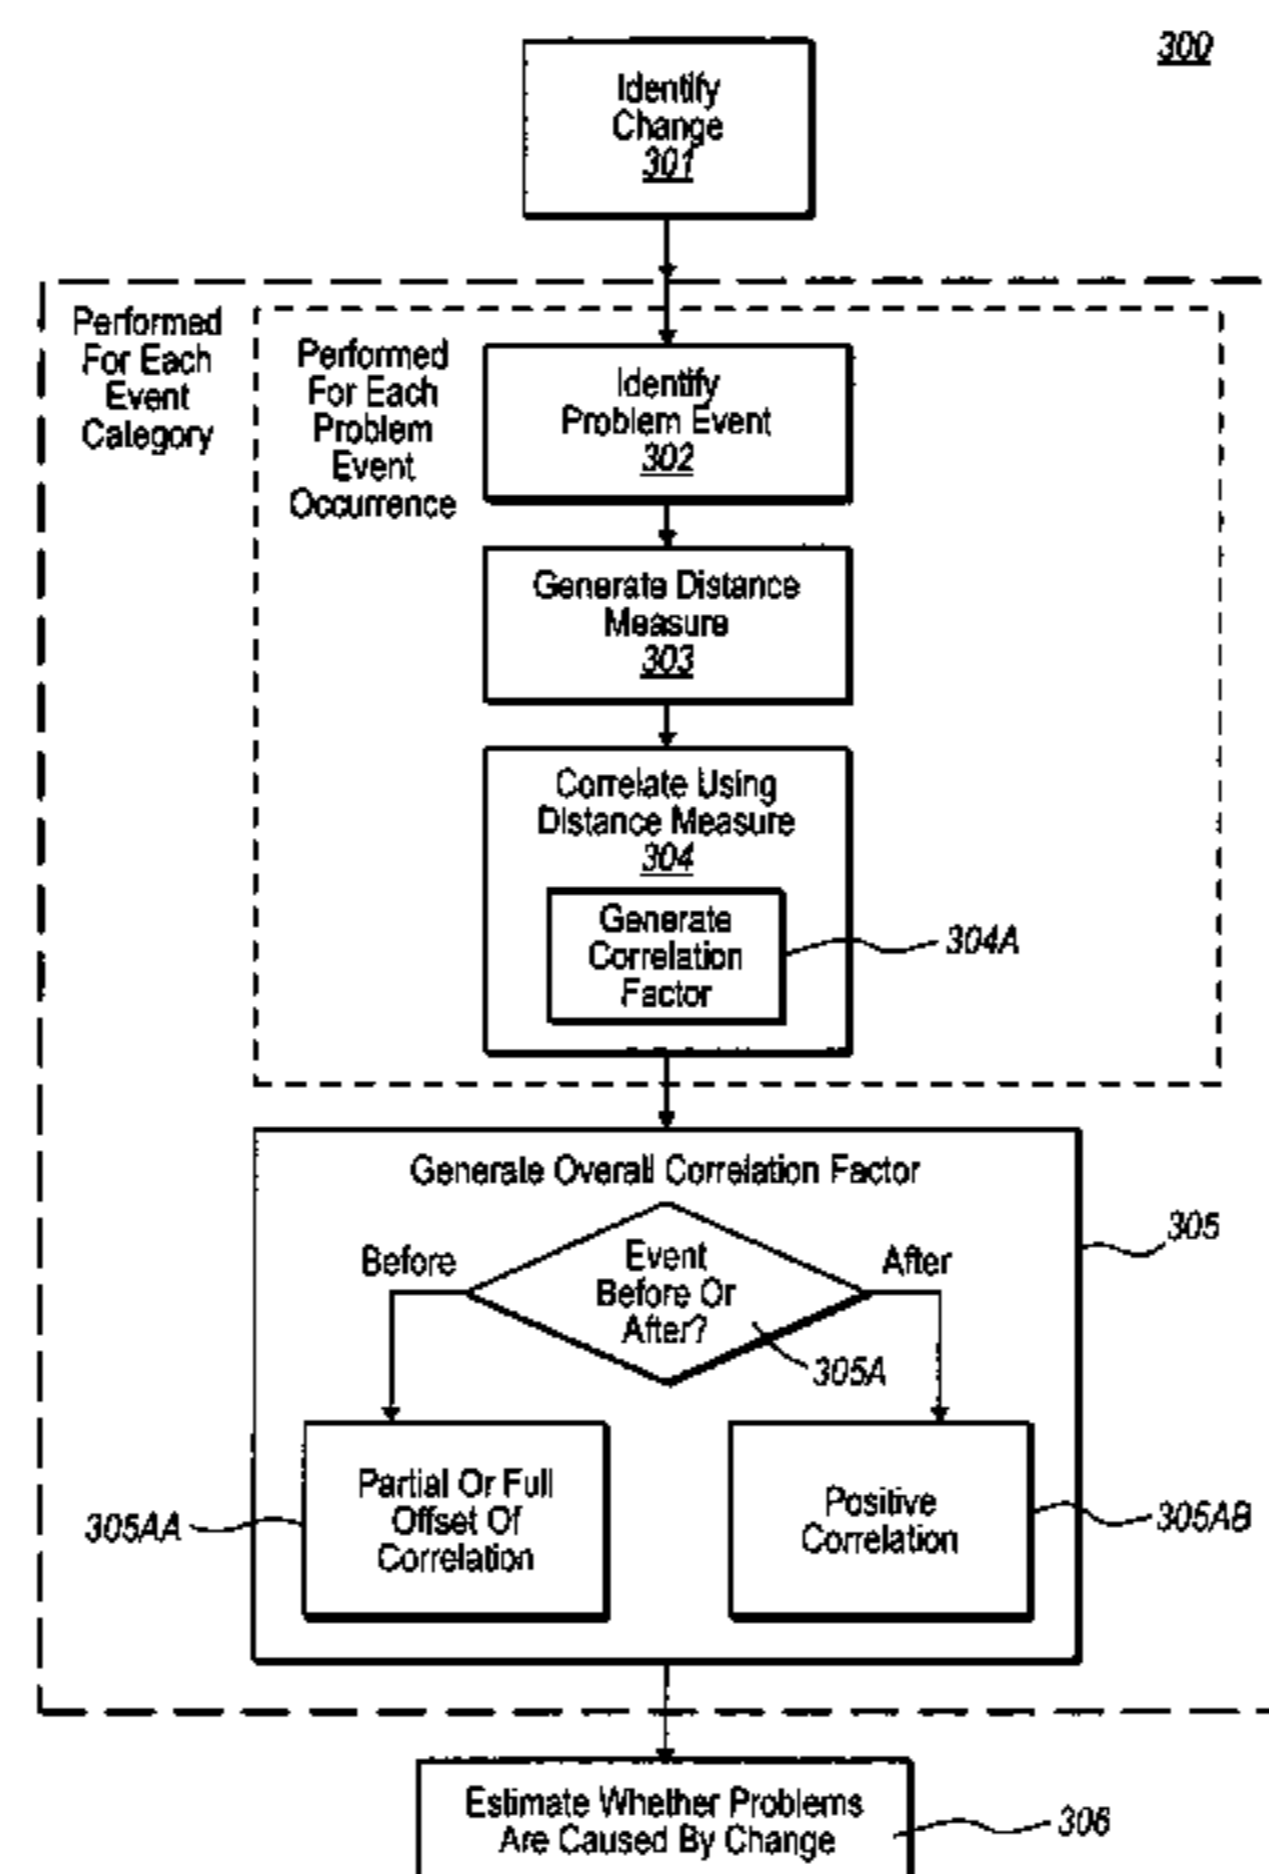 300
Identify
Change
301
Performed
For Each
Event
Category
Performed
For Each
Problem
Event
Occurrence
Identify
Problem Event
302
Generate Distance
Measure
303
Correlate Using
Distance Measure
304
Generate
Correlation
Factor
304A
Generate Overall Correlation Factor
305
Before
Event
Before Or
After?
After
305A
Partial Or Full
Offset Of
Correlation
305AA
Positive
Correlation
305AB
Estimate Whether Problems
Are Caused By Change
306